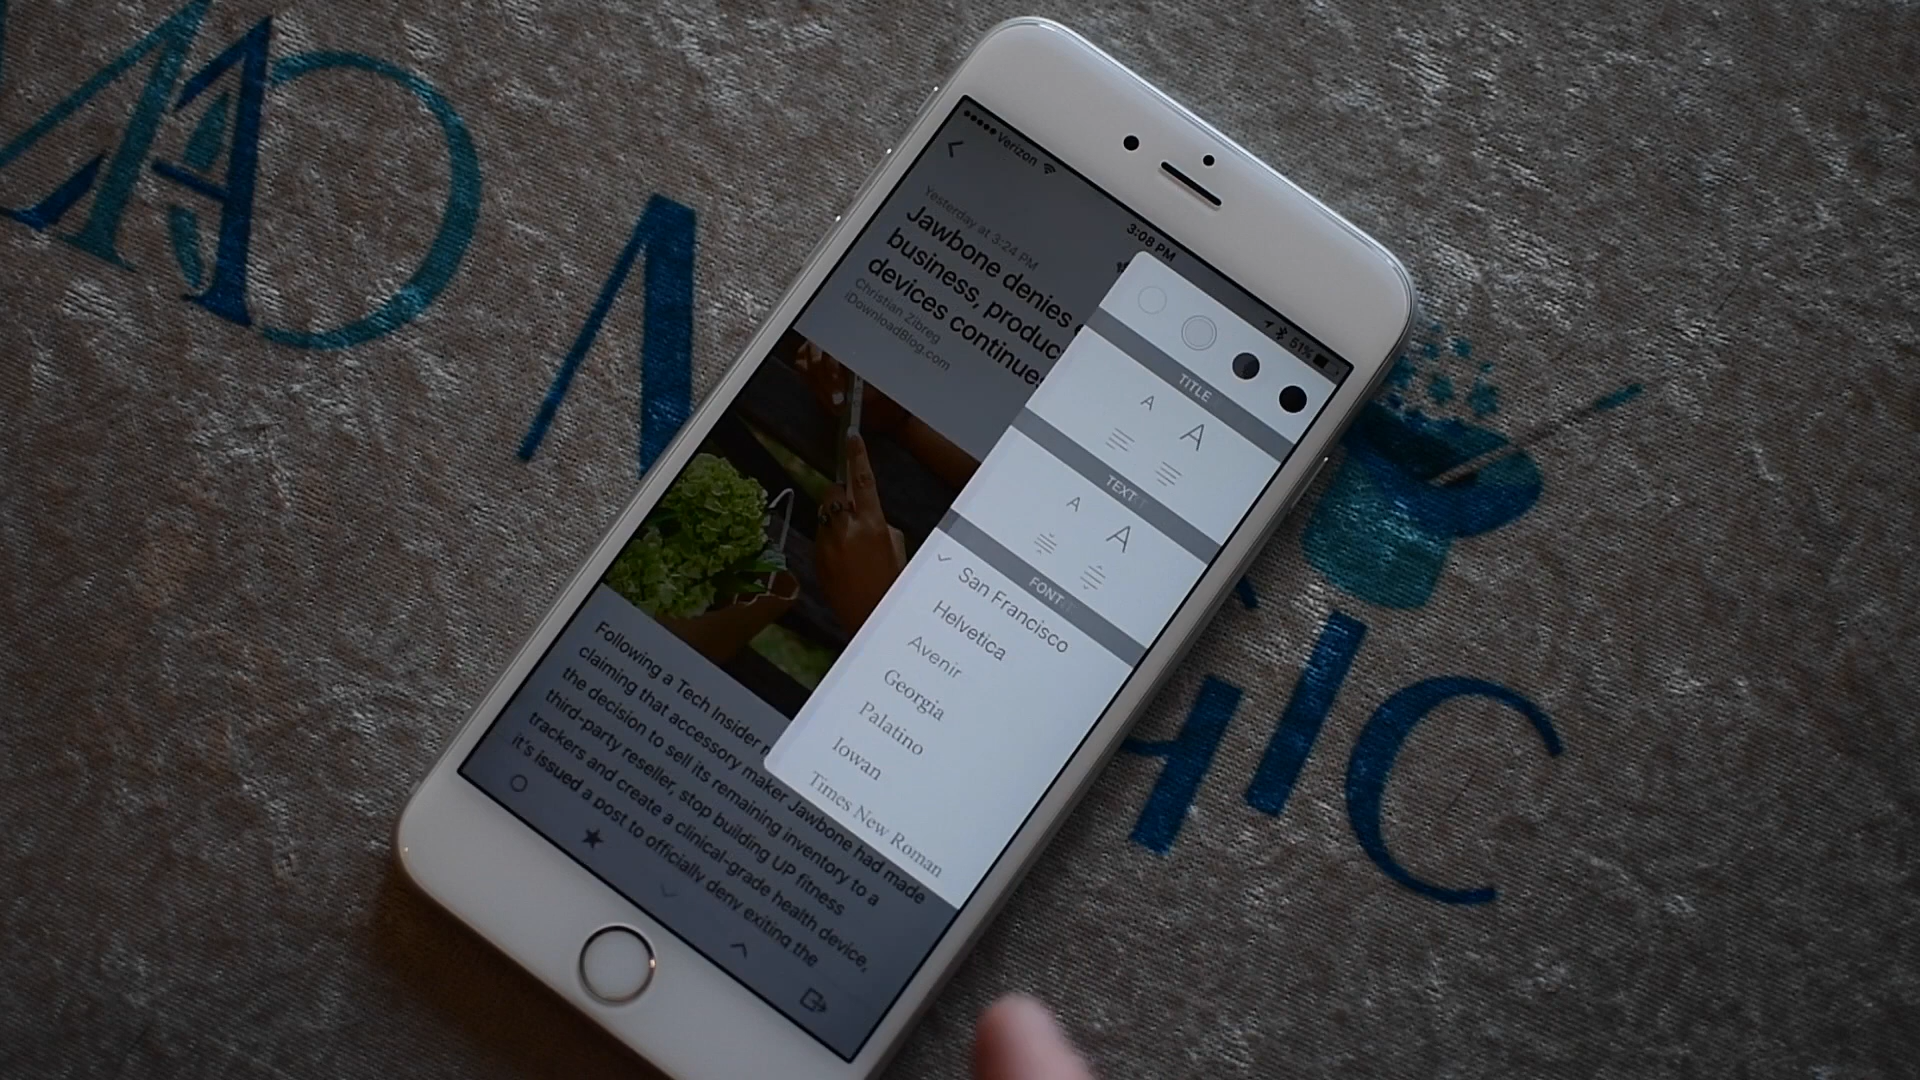 Verizon
3:08 PM
51%
Yesterday at 3:24 PM
Jawbone denies
business, produc
devices continues
Christian Zibreg
iDownloadBlog.com
TITLE
A A
TEXT
A A
FONT
San Francisco
Helvetica
Avenir
Georgia
Palatino
Iowan
Times New Roman
Following a Tech Insider
claiming that accessory maker Jawbone had made
the decision to sell its remaining inventory to a
third-party reseller, stop building UP fitness
trackers and create a clinical-grade health device,
it's issued a post to officially deny exiting the